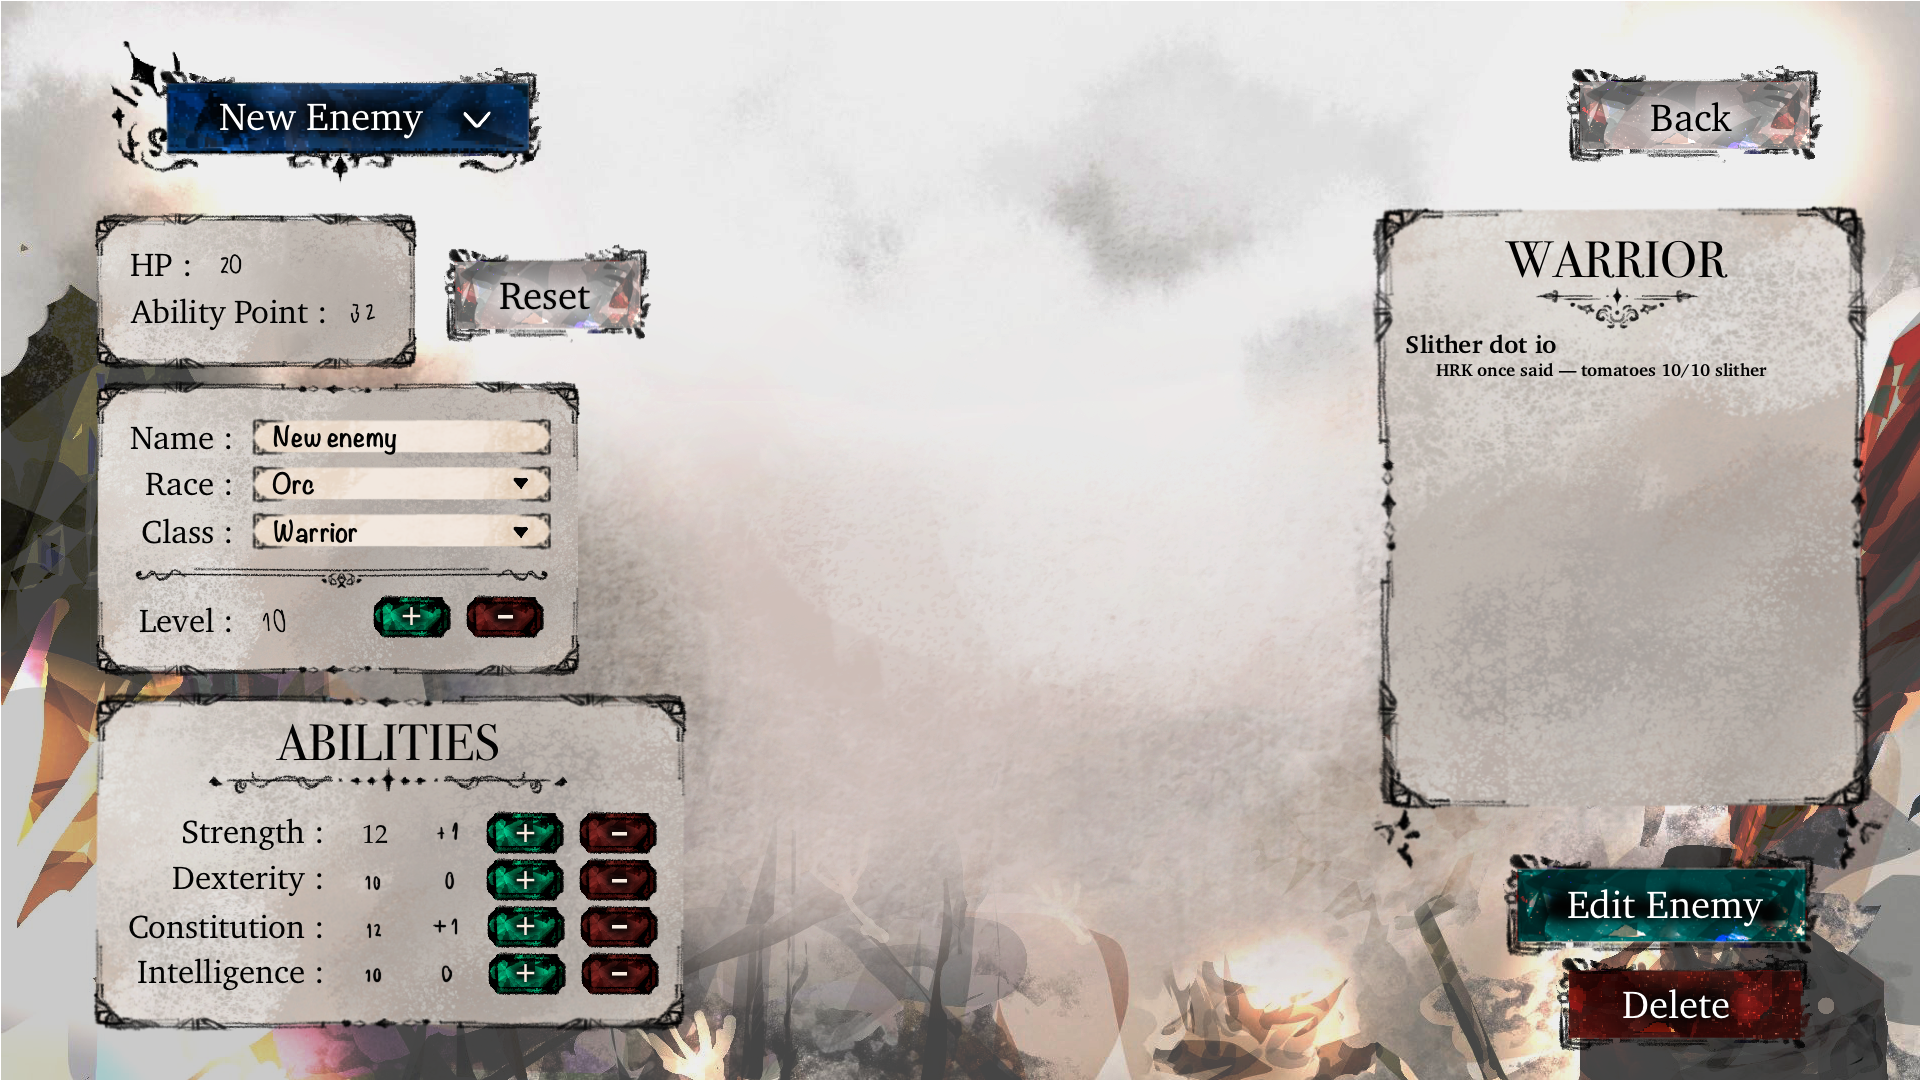 New Enemy
Back
HP : 20
Ability Point : 32
Reset
Name : New enemy
Race : Orc
Class : Warrior
Level : 10 + -
ABILITIES
Strength : 12 +1 + -
Dexterity : 10 0 + -
Constitution : 12 +1 + -
Intelligence : 10 0 + -
WARRIOR
Slither dot io
HRK once said — tomatoes 10/10 slither
Edit Enemy
Delete